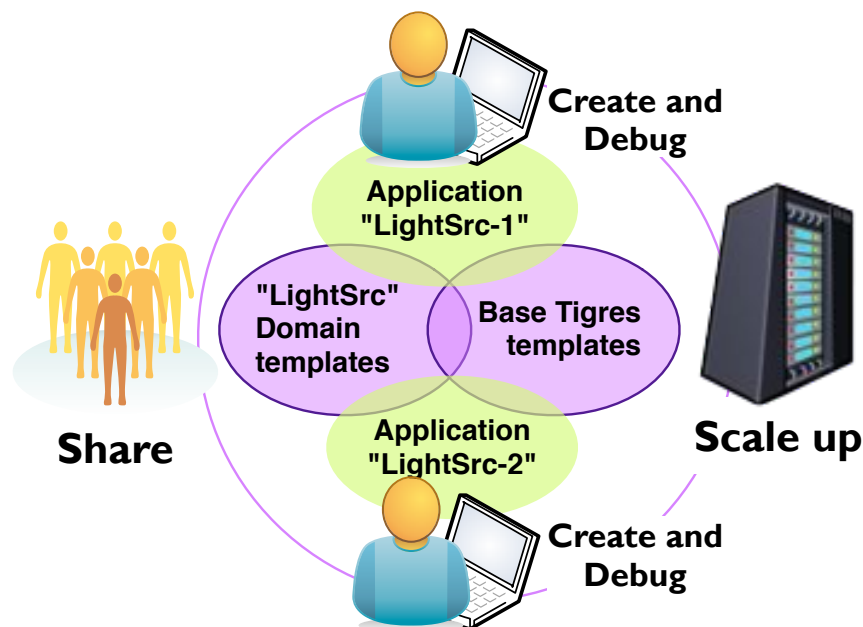 Create and
Debug
Application
"LightSrc-1"
"LightSrc"
Domain
templates
Base Tigres
templates
Share
Scale up
Application
"LightSrc-2"
Create and
Debug